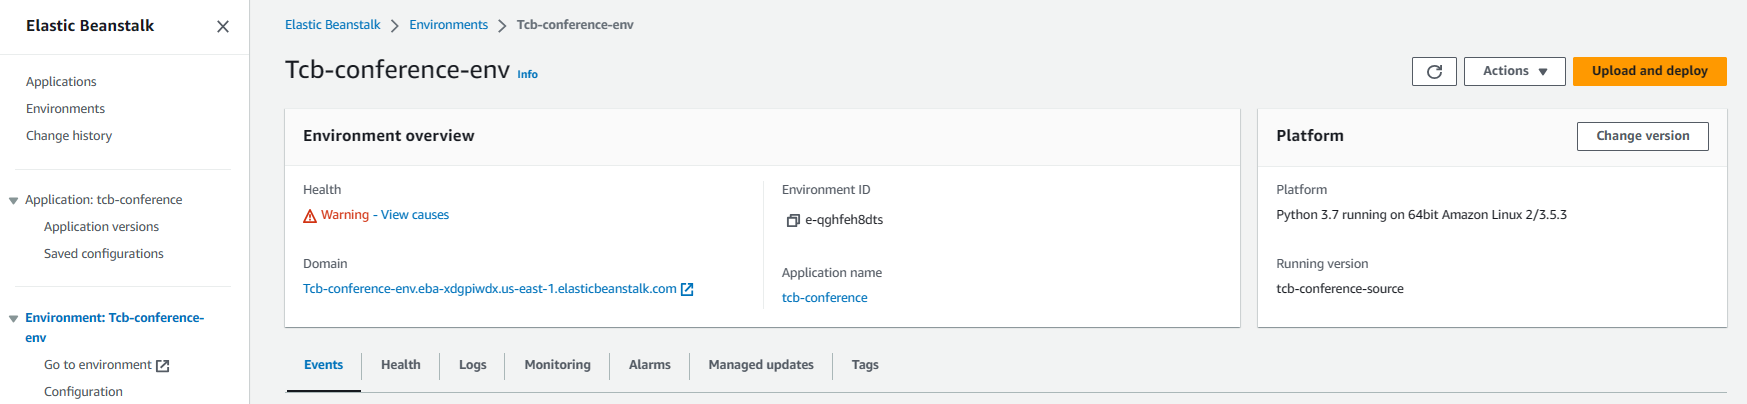 Elastic Beanstalk
Applications
Environments
Change history
Application: tcb-conference
Application versions
Saved configurations
Environment: Tcb-conference-
env
Go to environment
Configuration
Elastic Beanstalk > Environments > Tcb-conference-env
Tcb-conference-env Info
Actions
Upload and deploy
Environment overview
Health
Warning - View causes
Domain
Tcb-conference-env.eba-xdgpiwdx.us-east-1.elasticbeanstalk.com
Environment ID
e-qghfeh8dts
Application name
tcb-conference
Platform
Change version
Platform
Python 3.7 running on 64bit Amazon Linux 2/3.5.3
Running version
tcb-conference-source
Events Health Logs Monitoring Alarms Managed updates Tags